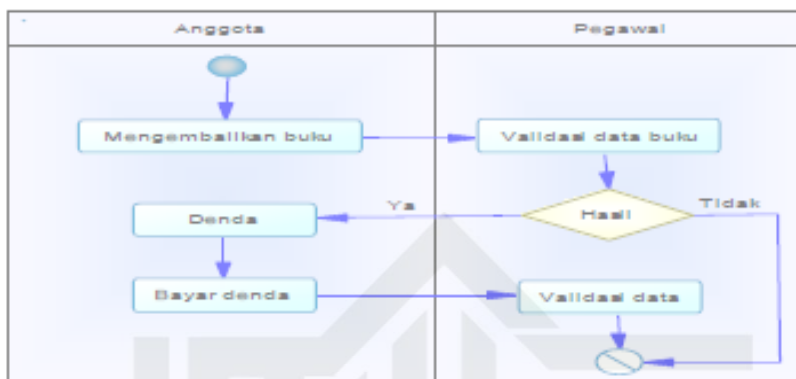 Anggota
Pegawai
Mengembalikan buku
Validasi data buku
Hasil
Ya
Tidak
Denda
Bayar denda
Validasi data